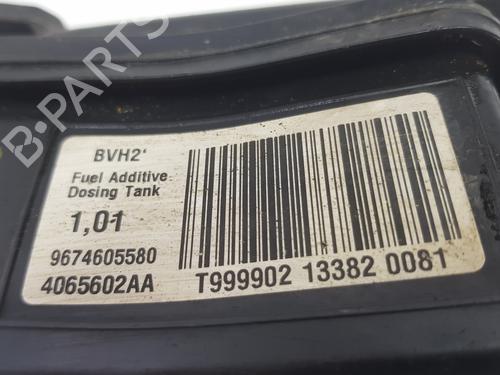 B-PARTS
BVH2'
Fuel Additive
Dosing Tank
1,01
9674605580
4065602AA
T999902 13382 0081